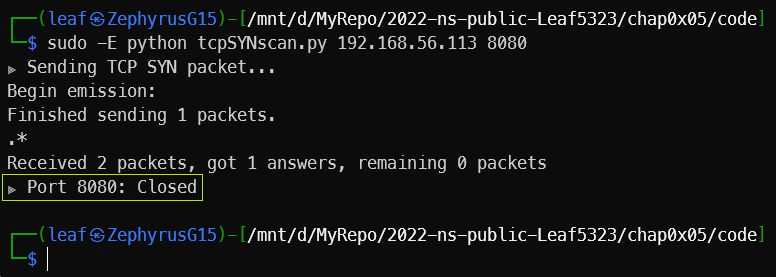 ┌──(leaf㉿ZephyrusG15)-[/mnt/d/MyRepo/2022-ns-public-Leaf5323/chap0x05/code]
└─$ sudo -E python tcpSYNscan.py 192.168.56.113 8080
▶ Sending TCP SYN packet...
Begin emission:
Finished sending 1 packets.
.*
Received 2 packets, got 1 answers, remaining 0 packets
▶ Port 8080: Closed
┌──(leaf㉿ZephyrusG15)-[/mnt/d/MyRepo/2022-ns-public-Leaf5323/chap0x05/code]
└─$